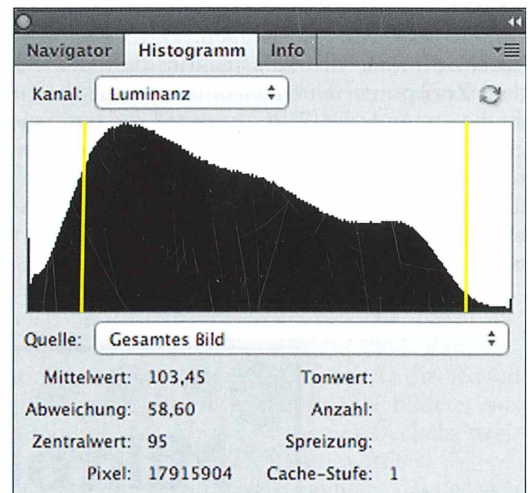 Navigator Histogramm Info
Kanal: Luminanz
Quelle: Gesamtes Bild
Mittelwert: 103,45 Tonwert:
Abweichung: 58,60 Anzahl:
Zentralwert: 95 Spreizung:
Pixel: 17915904 Cache-Stufe: 1